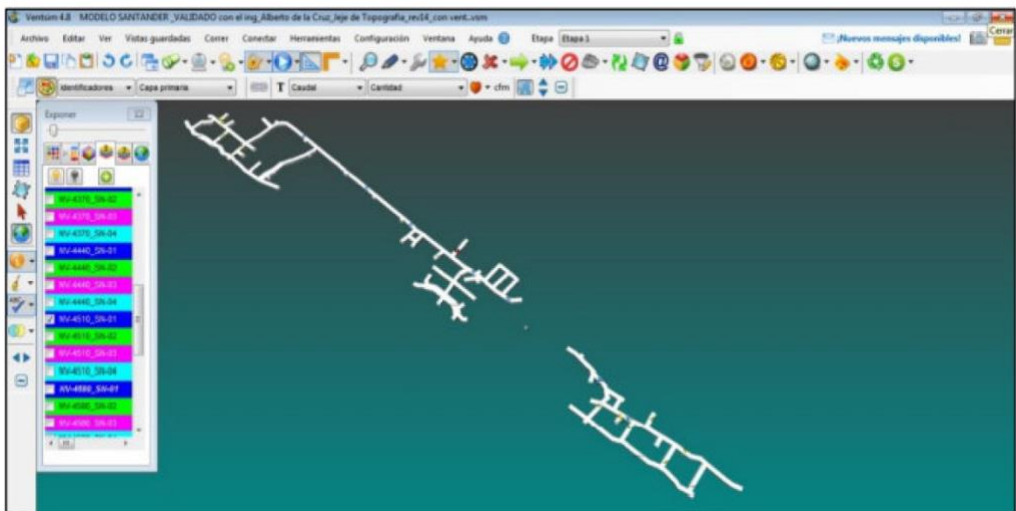 Ventsim 4.8 MODELO SANTANDER _VALIDADO con el ing_Alberto de la Cruz_Jeje de Topografia_rev14_con vent..vsm
Archivo Editar Ver Vistas guardadas Correr Conectar Herramientas Configuración Ventana Ayuda Etapa Etapa 1 ¡Nuevos mensajes disponibles! Cerrar
Identificadores Capa primaria T Caudal Cantidad cfm
Exponer
NV-4370_SN-02
NV-4370_SN-03
NV-4370_SN-04
NV-4440_SN-01
NV-4440_SN-02
NV-4440_SN-03
NV-4440_SN-04
NV-4510_SN-01
NV-4510_SN-02
NV-4510_SN-03
NV-4510_SN-04
NV-4580_SN-01
NV-4580_SN-02
NV-4580_SN-03
ABC